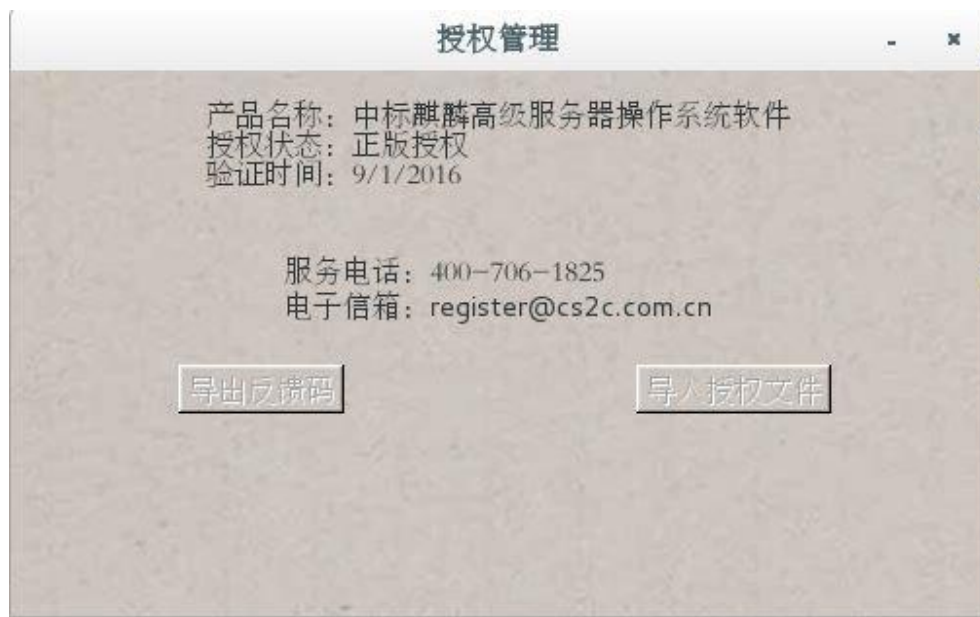 授权管理
产品名称：中标麒麟高级服务器操作系统软件
授权状态：正版授权
验证时间：9/1/2016
服务电话：400-706-1825
电子信箱：register@cs2c.com.cn
导出反馈码 导入授权文件